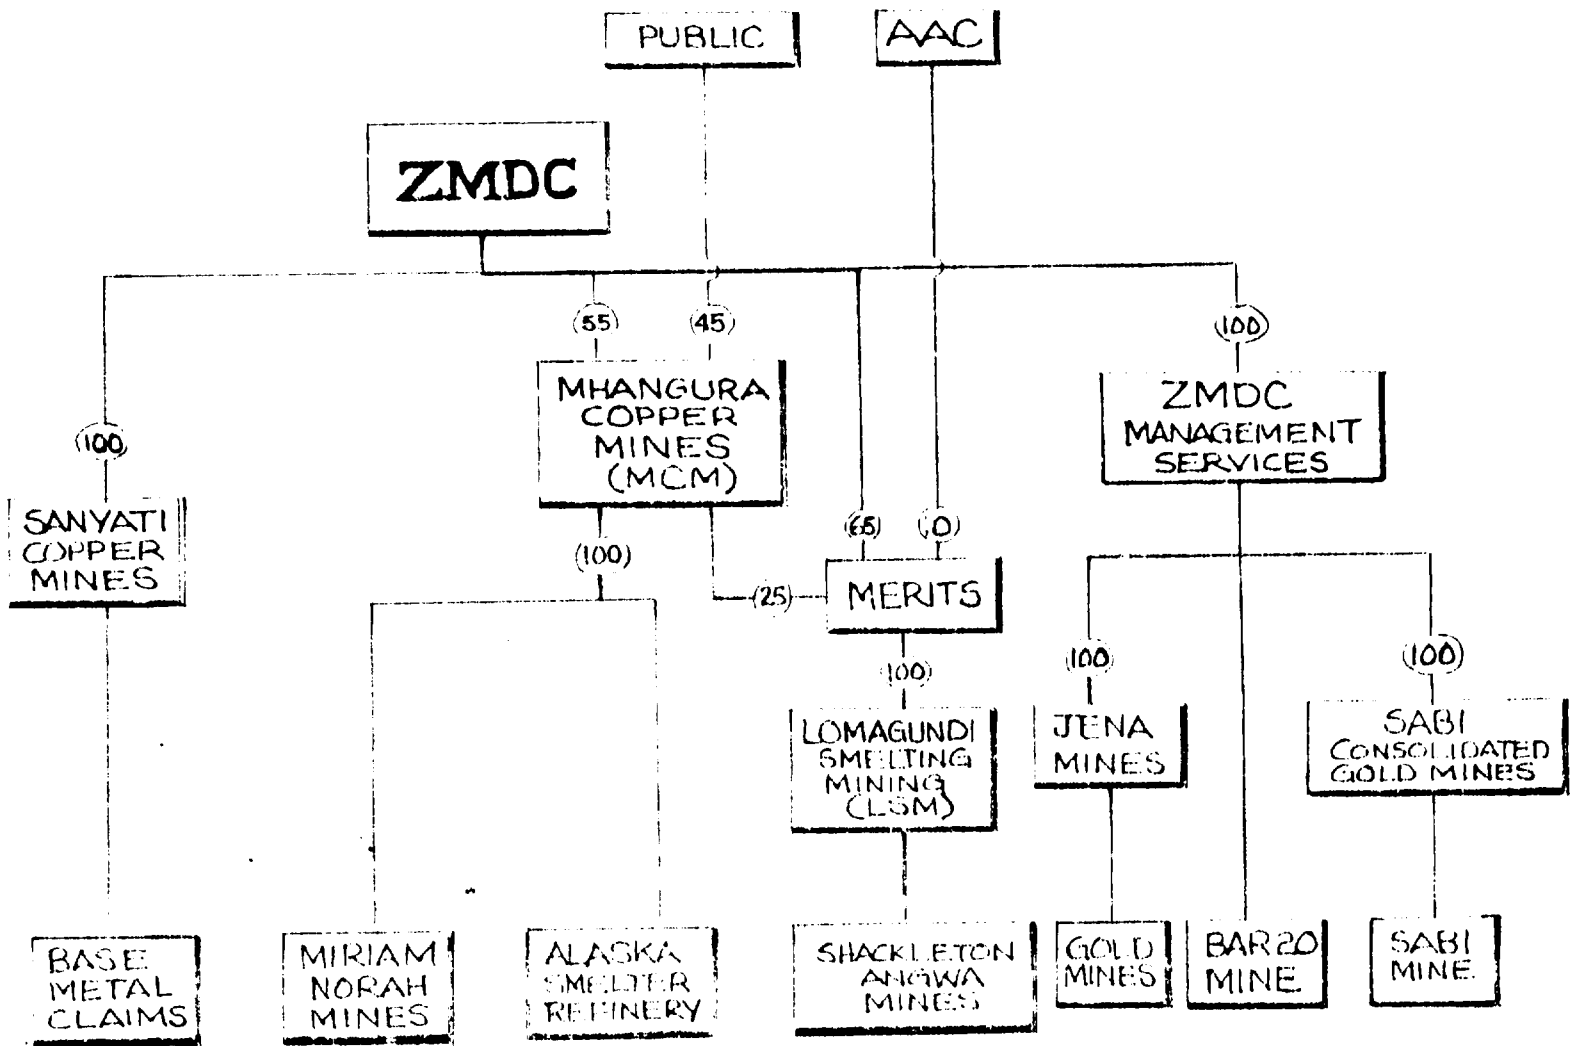 PUBLIC
AAC
ZMDC
(55)
(45)
(100)
MHANGURA
COPPER
MINES
(MCM)
ZMDC
MANAGEMENT
SERVICES
(100)
SANYATI
COPPER
MINES
(100)
(65)
MERITS
(25)
(100)
(100)
(100)
LOMAGUNDI
SMELTING
MINING
(LSM)
JENA
MINES
SABI
CONSOLIDATED
GOLD MINES
BASE
METAL
CLAIMS
MIRIAM
NORAH
MINES
ALASKA
SMELTER
REFINERY
SHACKLETON
ANGWA
MINES
GOLD
MINES
BAR 20
MINE
SABI
MINE